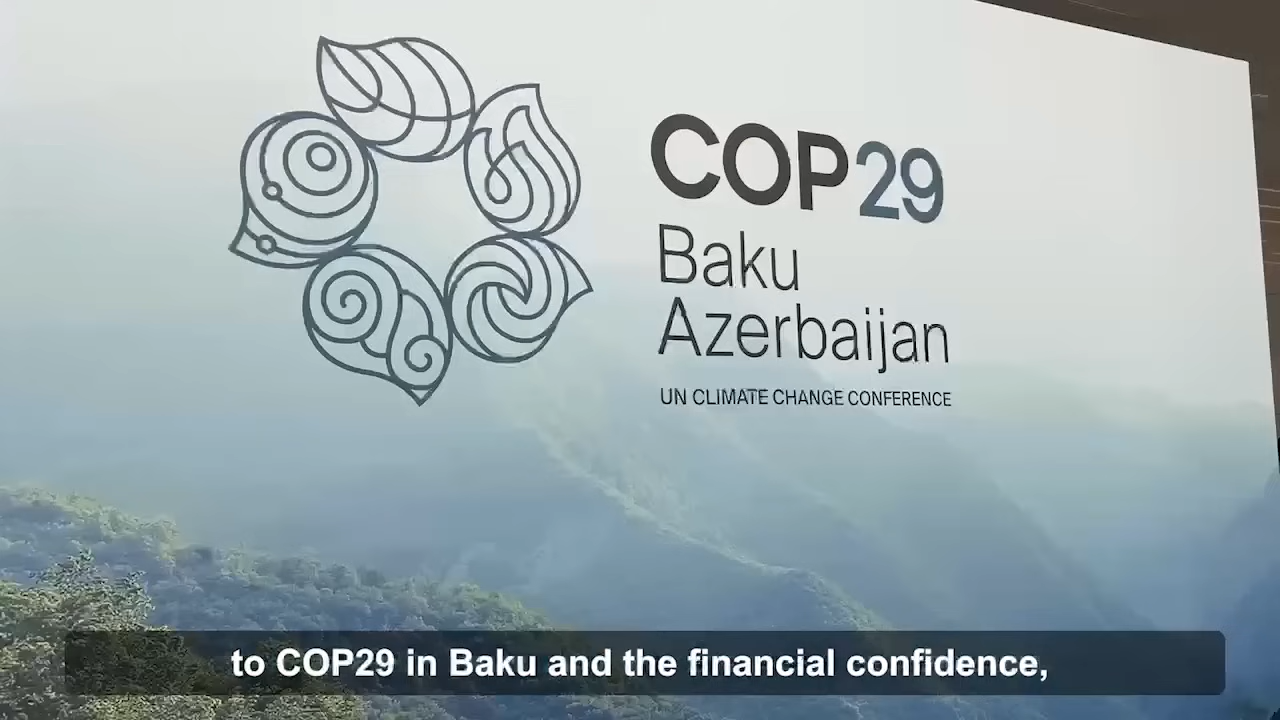 COP29
Baku
Azerbaijan
UN CLIMATE CHANGE CONFERENCE
to COP29 in Baku and the financial confidence,